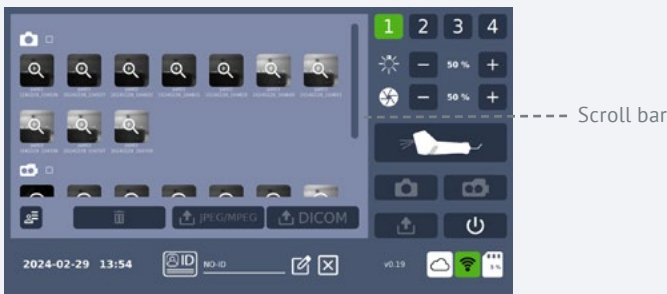 1 2 3 4
50 %
50 %
Scroll bar
JPEG/MPEG
DICOM
2024-02-29 13:54
ID
NO-ID
v0.19
3 %